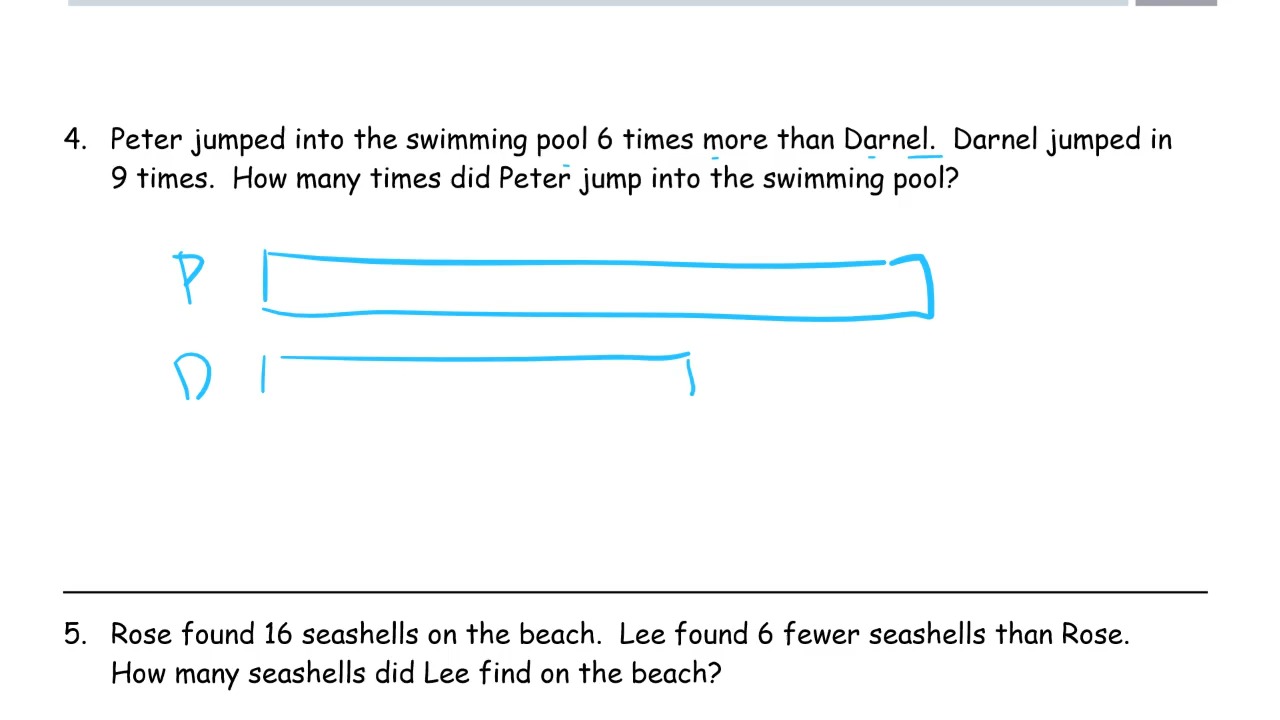 4. Peter jumped into the swimming pool 6 times more than Darnel. Darnel jumped in
9 times. How many times did Peter jump into the swimming pool?
P
D
5. Rose found 16 seashells on the beach. Lee found 6 fewer seashells than Rose.
How many seashells did Lee find on the beach?